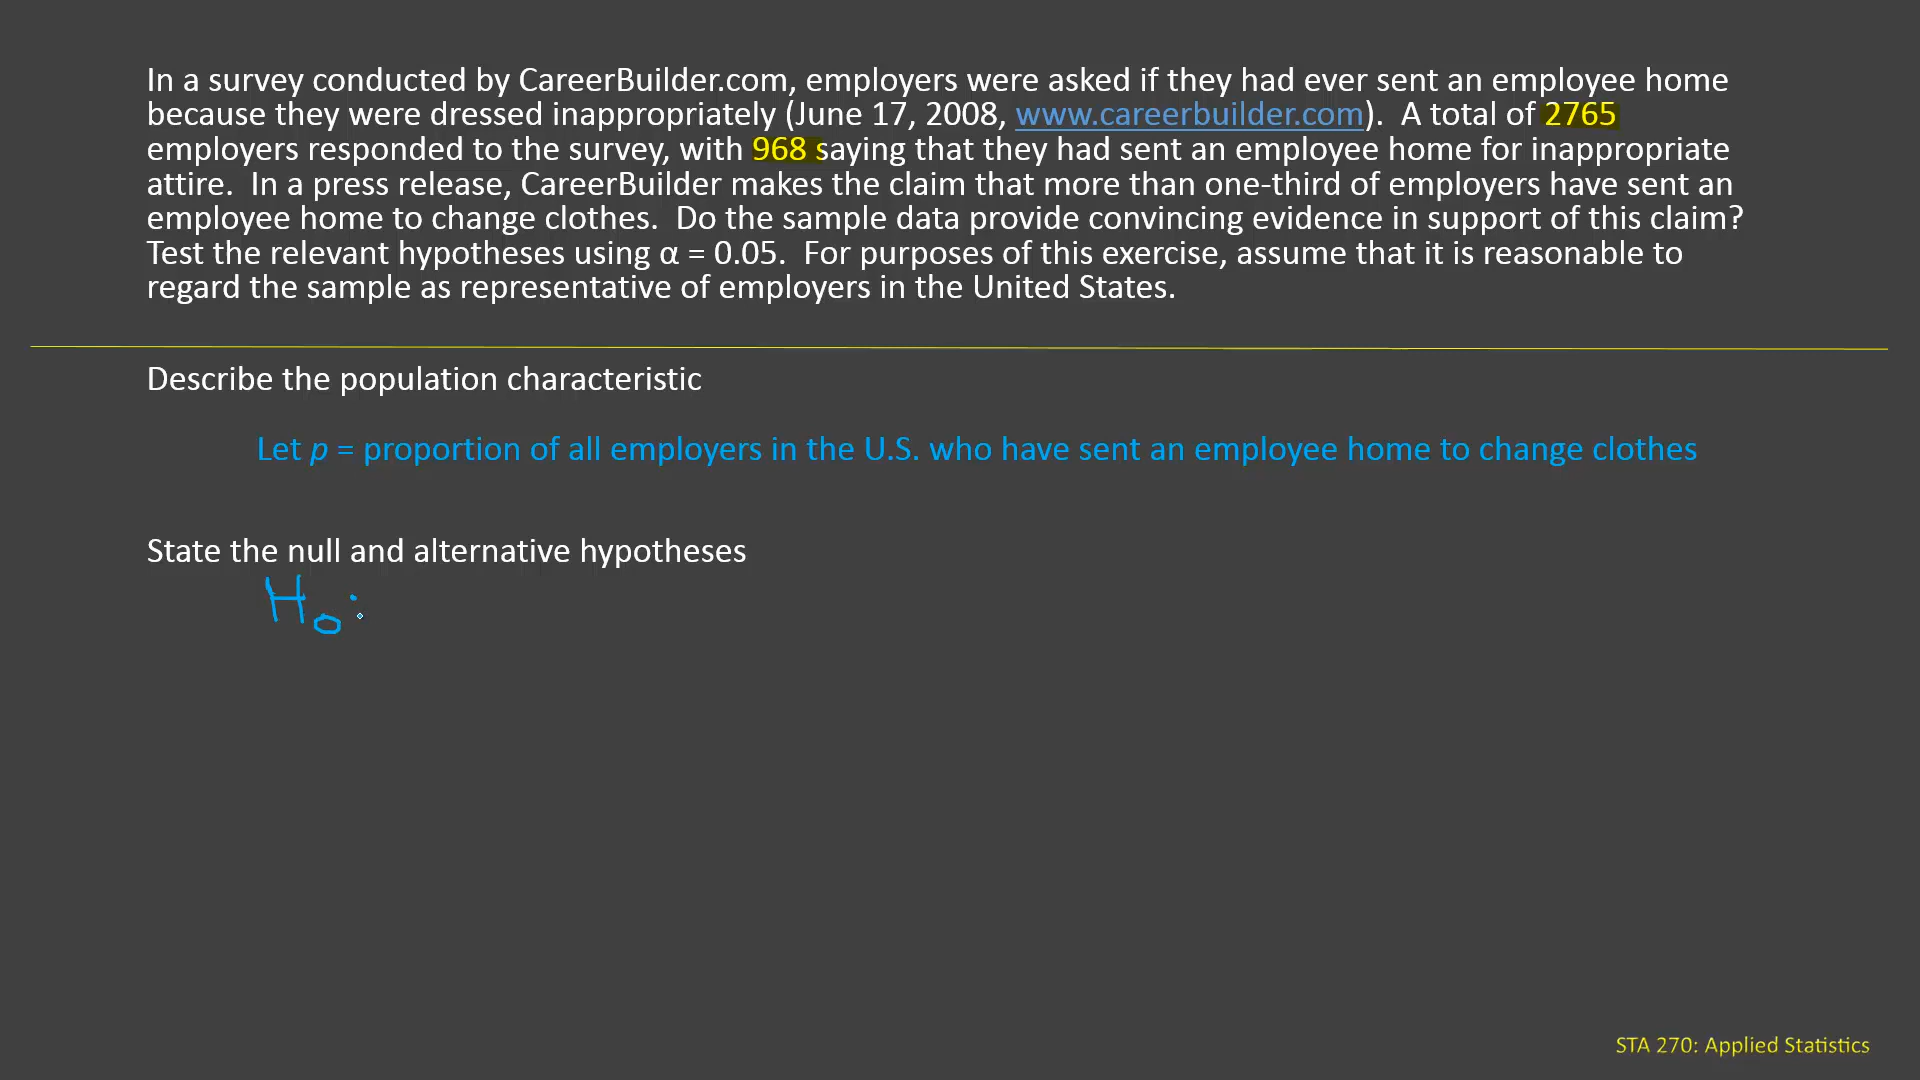 In a survey conducted by CareerBuilder.com, employers were asked if they had ever sent an employee home
because they were dressed inappropriately (June 17, 2008, www.careerbuilder.com).  A total of 2765
employers responded to the survey, with 968 saying that they had sent an employee home for inappropriate
attire.  In a press release, CareerBuilder makes the claim that more than one-third of employers have sent an
employee home to change clothes.  Do the sample data provide convincing evidence in support of this claim?
Test the relevant hypotheses using α = 0.05.  For purposes of this exercise, assume that it is reasonable to
regard the sample as representative of employers in the United States.
Describe the population characteristic
Let p = proportion of all employers in the U.S. who have sent an employee home to change clothes
State the null and alternative hypotheses
H₀:
STA 270: Applied Statistics